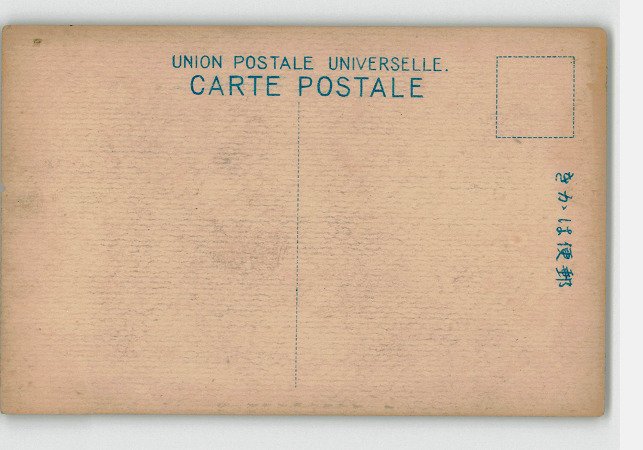 UNION POSTALE UNIVERSELLE.
CARTE POSTALE
郵便はかき